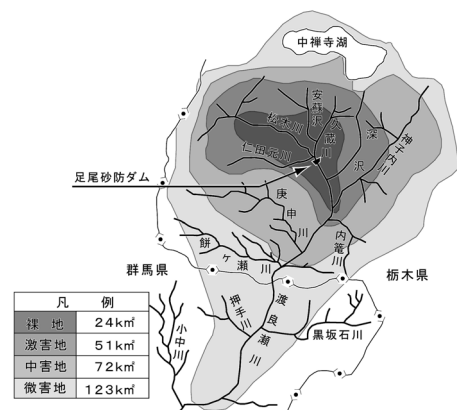 中禅寺湖
安蘇沢
久蔵川
松木川
仁田元川
深沢
神子内川
足尾砂防ダム
庚申川
内篭川
餅ヶ瀬川
群馬県
栃木県
渡良瀬川
押手川
黒坂石川
小中川
凡 例
裸 地 24k㎡
激害地 51k㎡
中害地 72k㎡
微害地 123k㎡